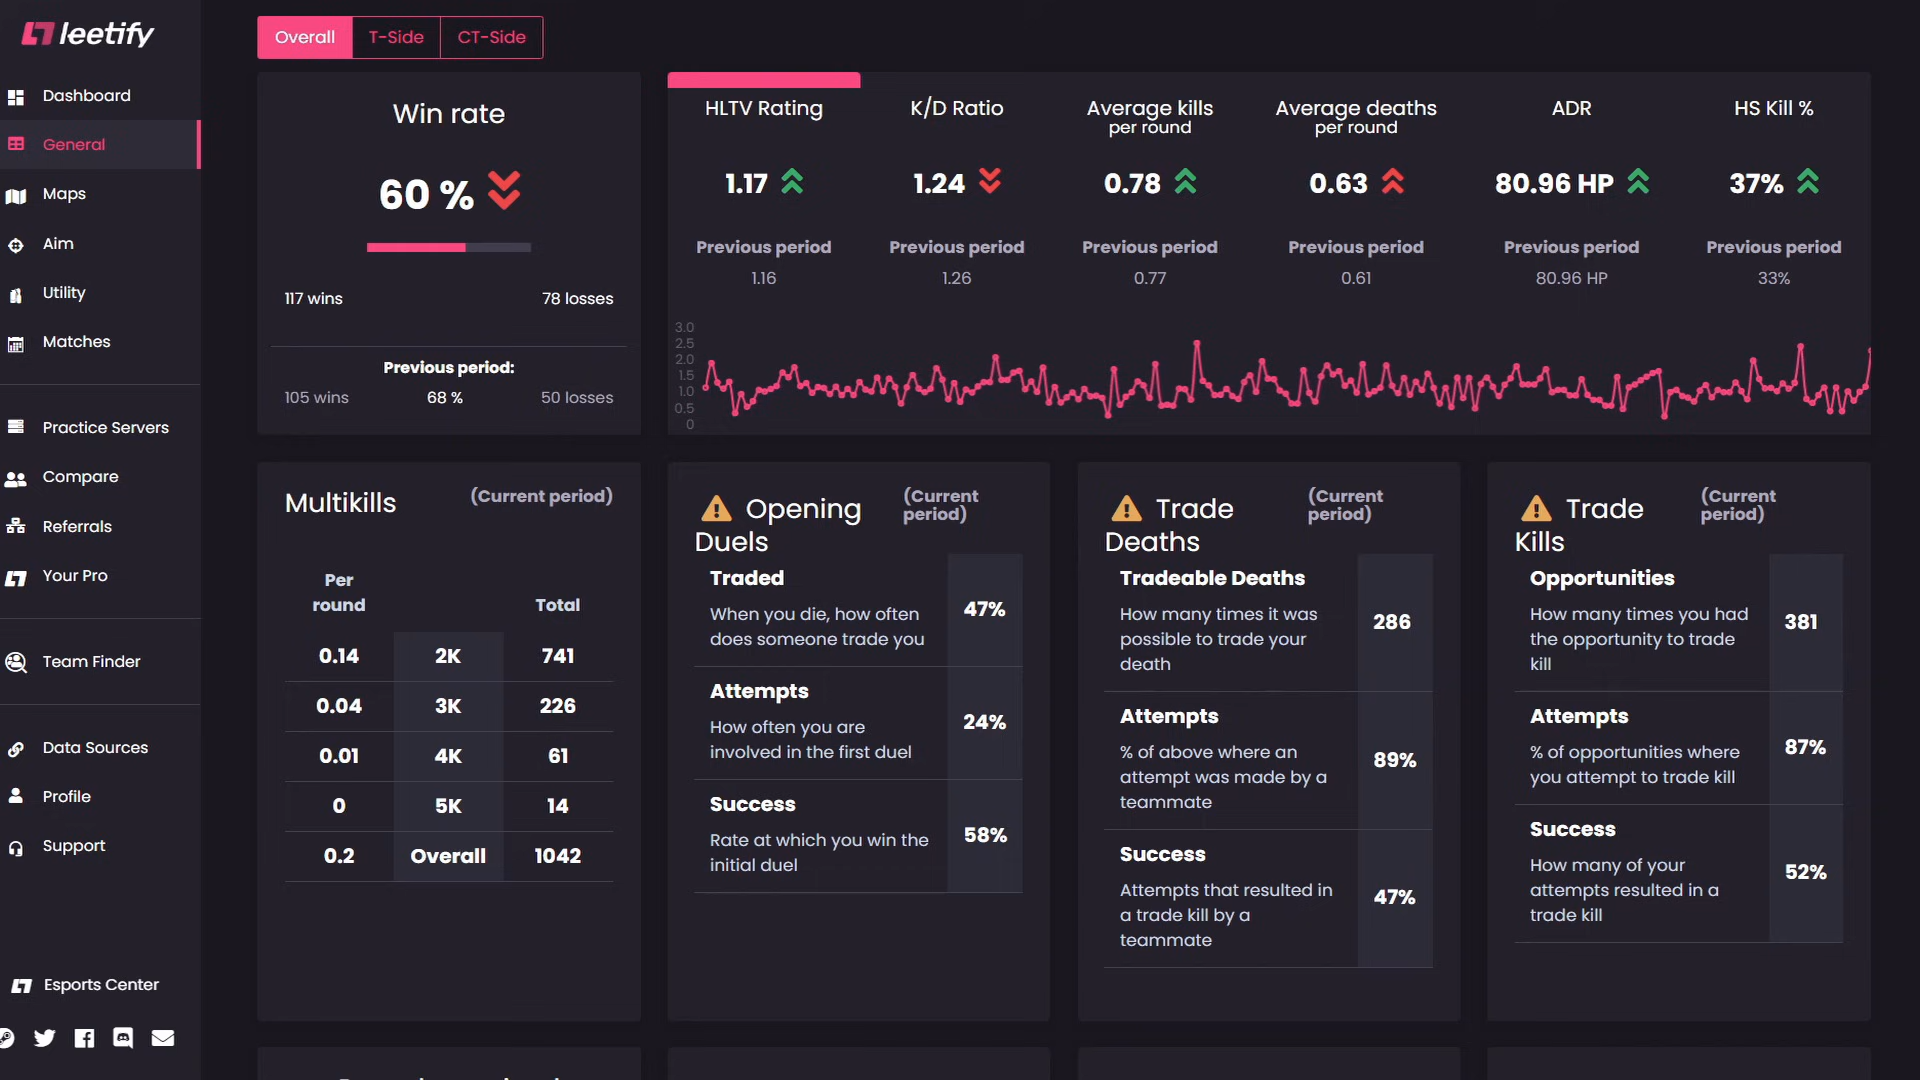 leetify
Dashboard
General
Maps
Aim
Utility
Matches
Practice Servers
Compare
Referrals
Your Pro
Team Finder
Data Sources
Profile
Support
Esports Center
Overall T-Side CT-Side
Win rate
60 %
117 wins 78 losses
Previous period:
105 wins 68 % 50 losses
HLTV Rating K/D Ratio Average kills Average deaths ADR HS Kill %
per round per round
1.17 1.24 0.78 0.63 80.96 HP 37%
Previous period Previous period Previous period Previous period Previous period Previous period
1.16 1.26 0.77 0.61 80.96 HP 33%
3.0
2.5
2.0
1.5
1.0
0.5
0
Multikills (Current period)
Per
round Total
0.14 2K 741
0.04 3K 226
0.01 4K 61
0 5K 14
0.2 Overall 1042
Opening (Current
Duels period)
Traded
When you die, how often
does someone trade you
47%
Attempts
How often you are
involved in the first duel
24%
Success
Rate at which you win the
initial duel
58%
Trade (Current
Deaths period)
Tradeable Deaths
How many times it was
possible to trade your
death
286
Attempts
% of above where an
attempt was made by a
teammate
89%
Success
Attempts that resulted in
a trade kill by a
teammate
47%
Trade (Current
Kills period)
Opportunities
How many times you had
the opportunity to trade
kill
381
Attempts
% of opportunities where
you attempt to trade kill
87%
Success
How many of your
attempts resulted in a
trade kill
52%